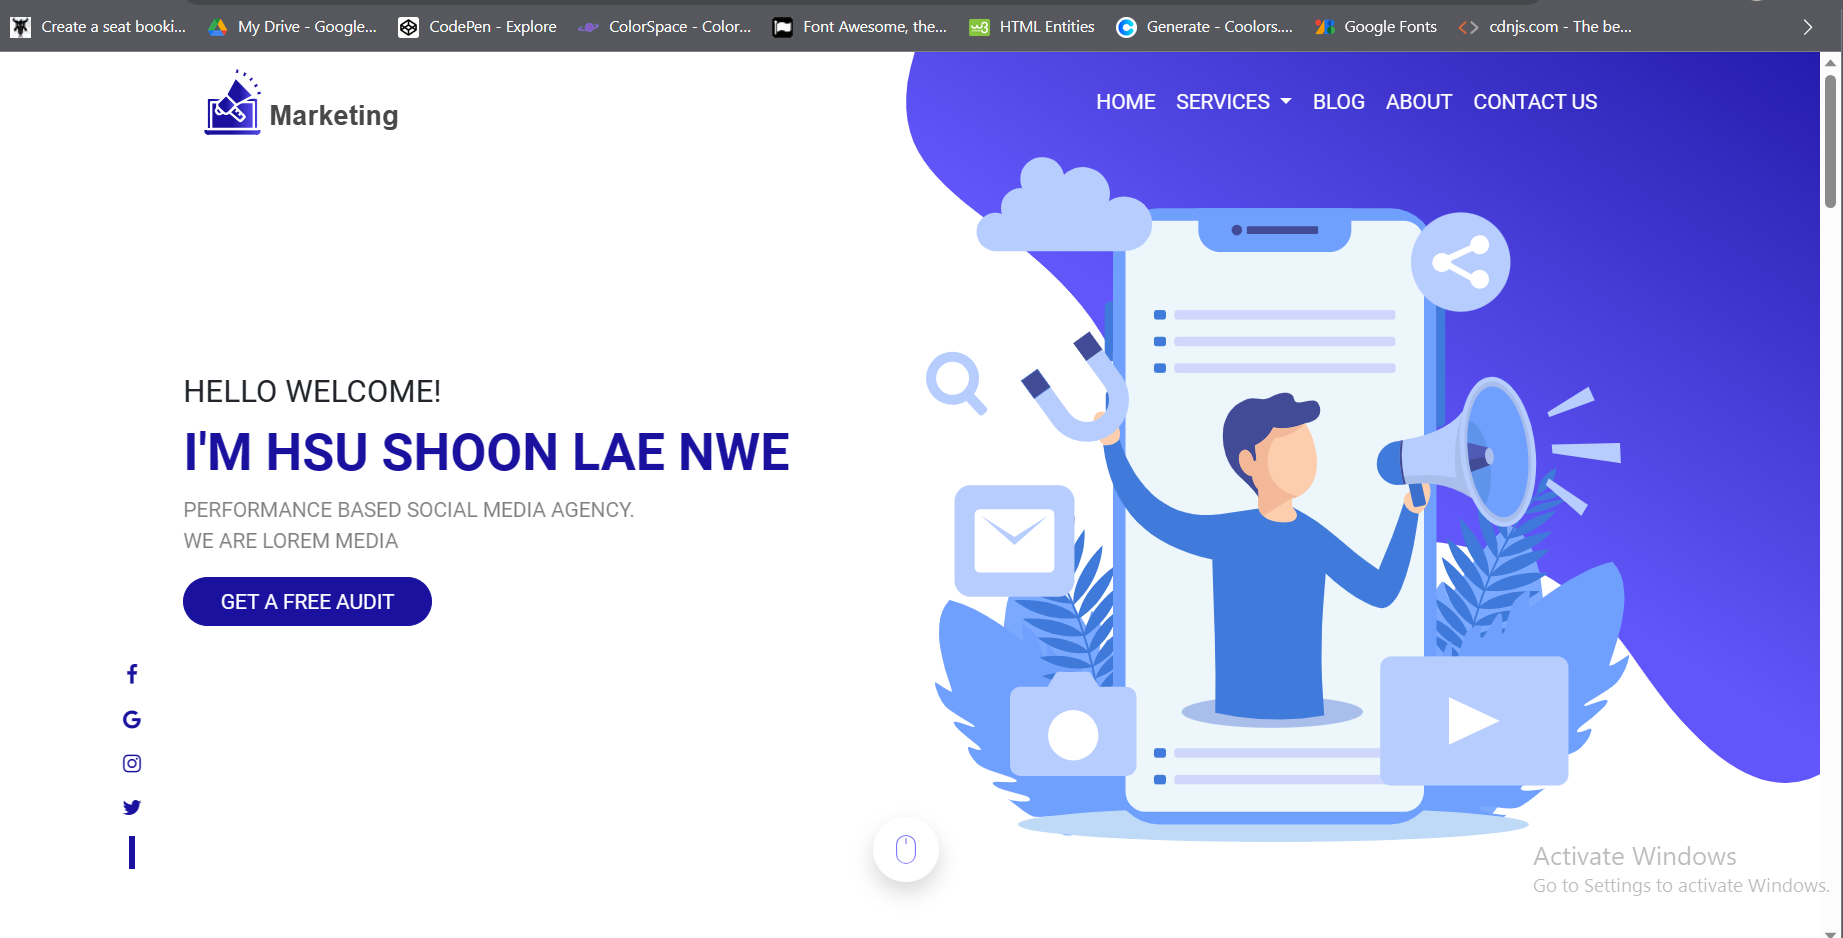 Create a seat booki...
My Drive - Google...
CodePen - Explore
ColorSpace - Color...
Font Awesome, the...
HTML Entities
Generate - Coolors....
Google Fonts
cdnjs.com - The be...
Marketing
HOME
SERVICES
BLOG
ABOUT
CONTACT US
HELLO WELCOME!
I'M HSU SHOON LAE NWE
PERFORMANCE BASED SOCIAL MEDIA AGENCY.
WE ARE LOREM MEDIA
GET A FREE AUDIT
Activate Windows
Go to Settings to activate Windows.